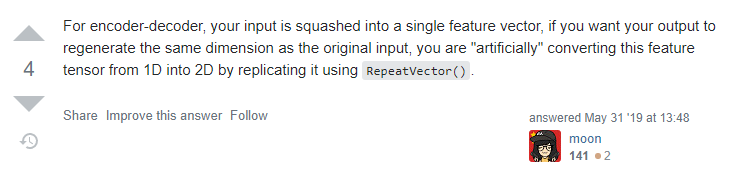 For encoder-decoder, your input is squashed into a single feature vector, if you want your output to
regenerate the same dimension as the original input, you are "artificially" converting this feature
4
tensor from 1D into 2D by replicating it using RepeatVector().
Share Improve this answer Follow
answered May 31 '19 at 13:48
moon
141 2